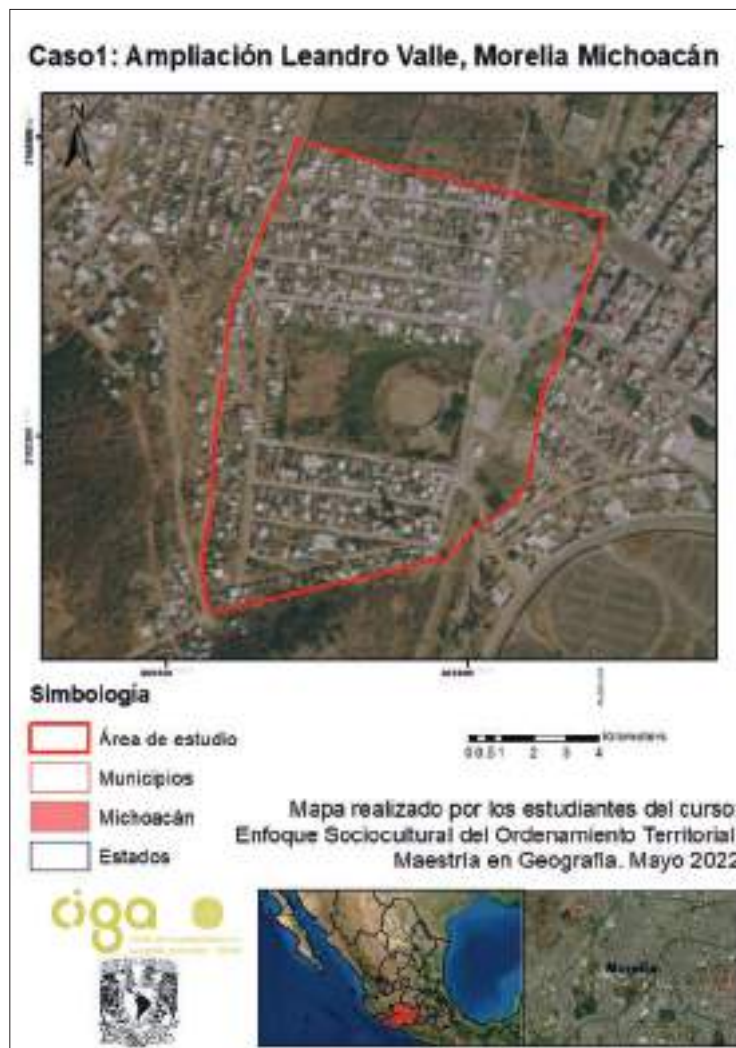 Caso1: Ampliación Leandro Valle, Morelia Michoacán
N
Simbología
Área de estudio
Municipios
Michoacán
Estados
Kilometers
0 0.5 1 2 3 4
Mapa realizado por los estudiantes del curso:
Enfoque Sociocultural del Ordenamiento Territorial.
Maestría en Geografía. Mayo 2022
ciga
Morelia